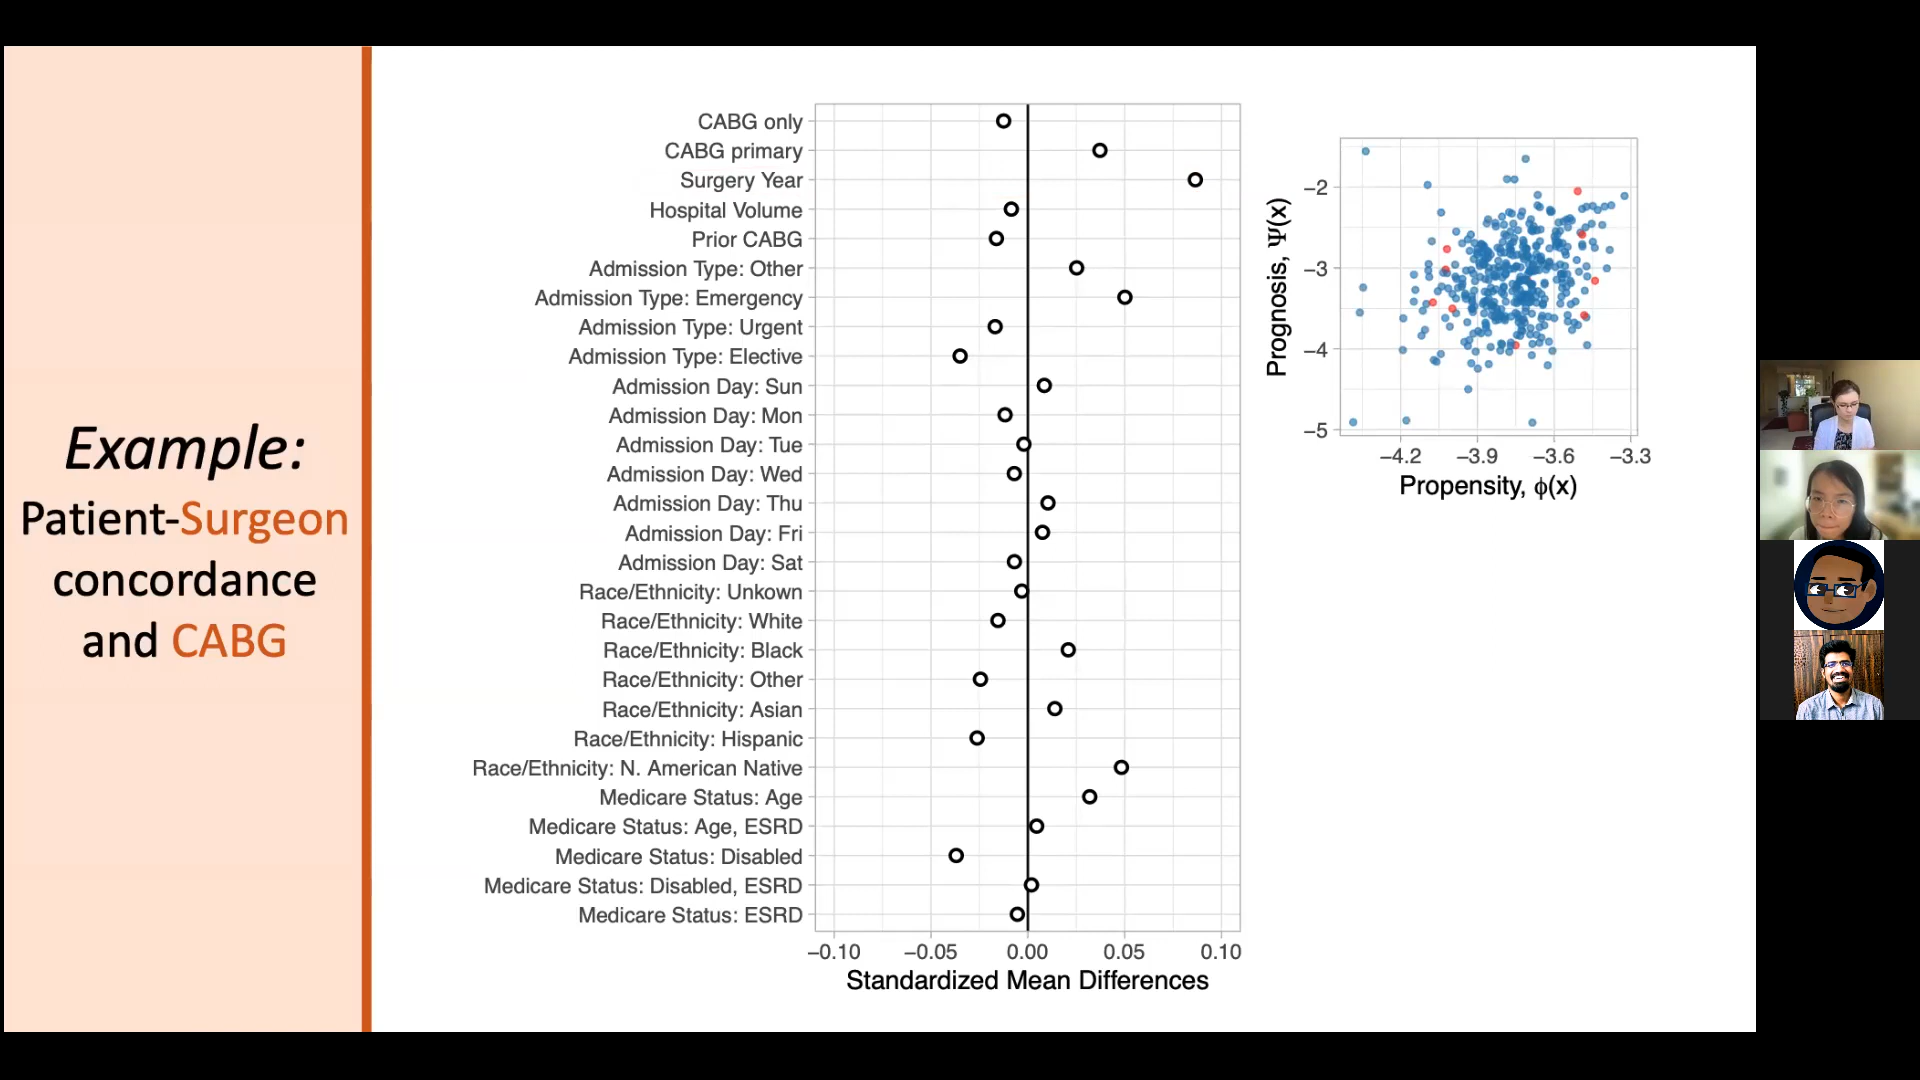 Example:
Patient-Surgeon
concordance
and CABG
CABG only
CABG primary
Surgery Year
Hospital Volume
Prior CABG
Admission Type: Other
Admission Type: Emergency
Admission Type: Urgent
Admission Type: Elective
Admission Day: Sun
Admission Day: Mon
Admission Day: Tue
Admission Day: Wed
Admission Day: Thu
Admission Day: Fri
Admission Day: Sat
Race/Ethnicity: Unkown
Race/Ethnicity: White
Race/Ethnicity: Black
Race/Ethnicity: Other
Race/Ethnicity: Asian
Race/Ethnicity: Hispanic
Race/Ethnicity: N. American Native
Medicare Status: Age
Medicare Status: Age, ESRD
Medicare Status: Disabled
Medicare Status: Disabled, ESRD
Medicare Status: ESRD
−0.10 −0.05 0.00 0.05 0.10
Standardized Mean Differences
Prognosis, Ψ(x)
−2
−3
−4
−5
−4.2 −3.9 −3.6 −3.3
Propensity, ϕ(x)